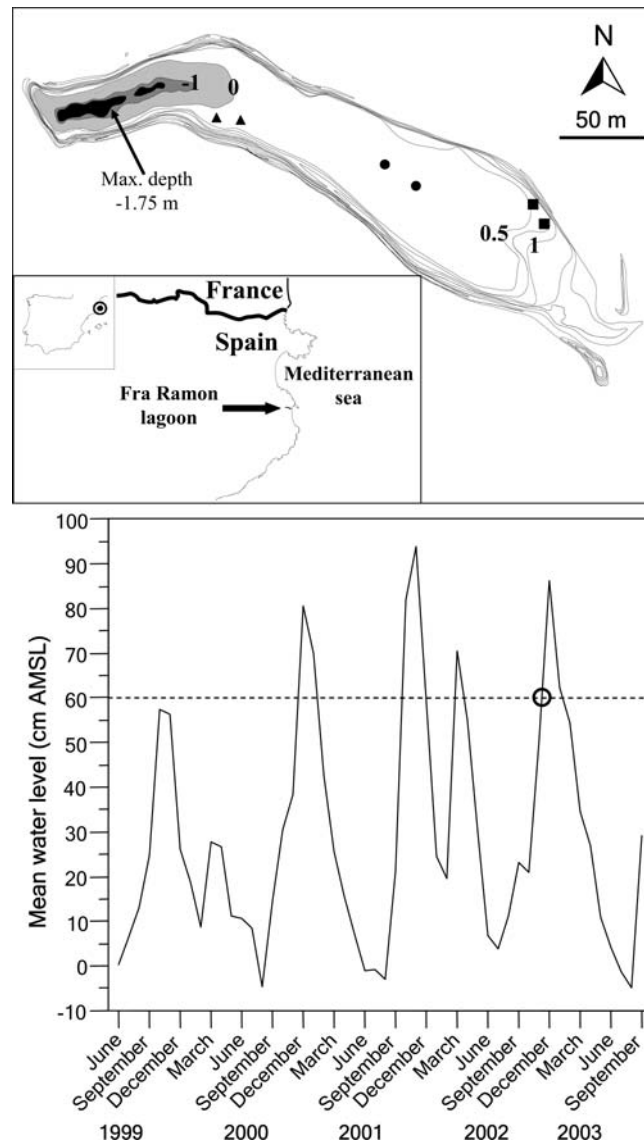 N
50 m
-1
0
Max. depth
-1.75 m
0.5
1
France
Spain
Mediterranean
sea
Fra Ramon
lagoon
Mean water level (cm AMSL)
100
90
80
70
60
50
40
30
20
10
0
-10
June
September
December
March
June
September
December
March
June
September
December
March
June
September
December
March
June
September
1999
2000
2001
2002
2003